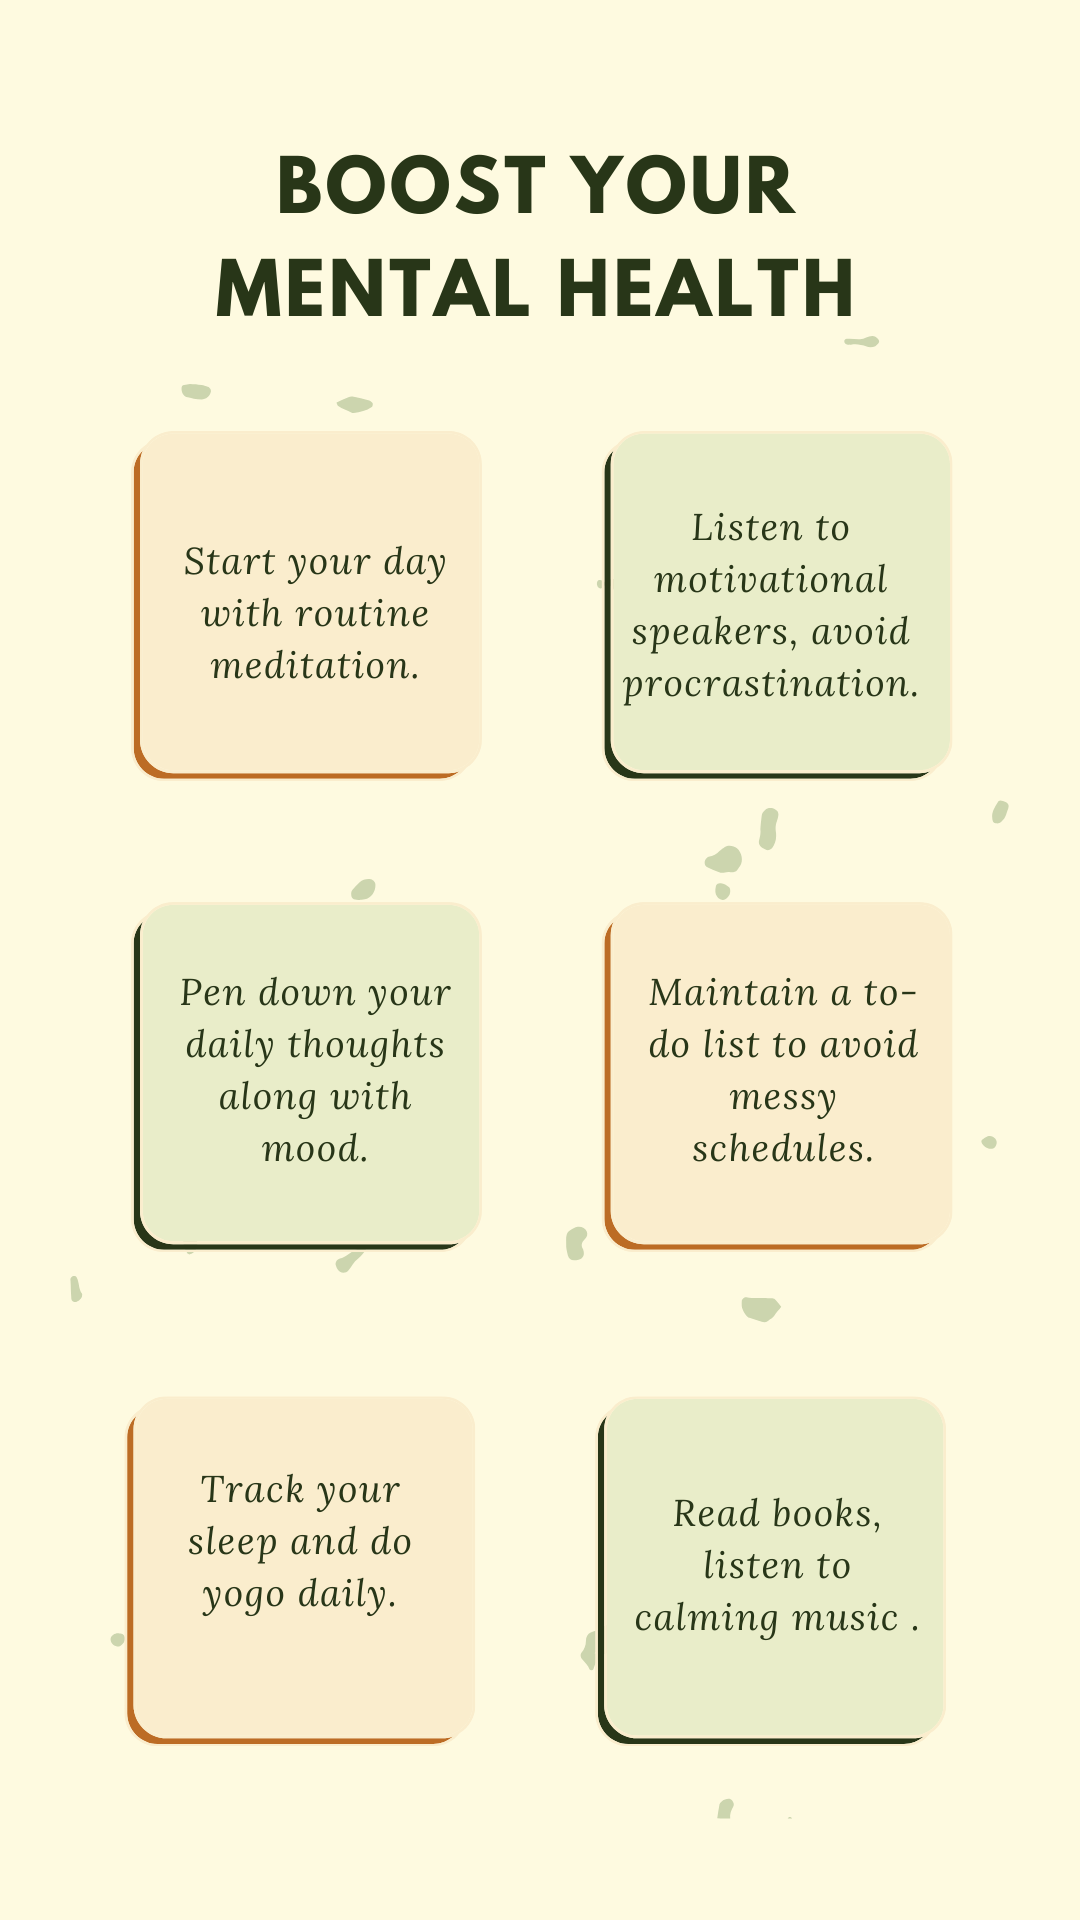 BOOST YOUR
MENTAL HEALTH
Start your day
with routine
meditation.
Listen to
motivational
speakers, avoid
procrastination.
Pen down your
daily thoughts
along with
mood.
Maintain a to-
do list to avoid
messy
schedules.
Track your
sleep and do
yogo daily.
Read books,
listen to
calming music .